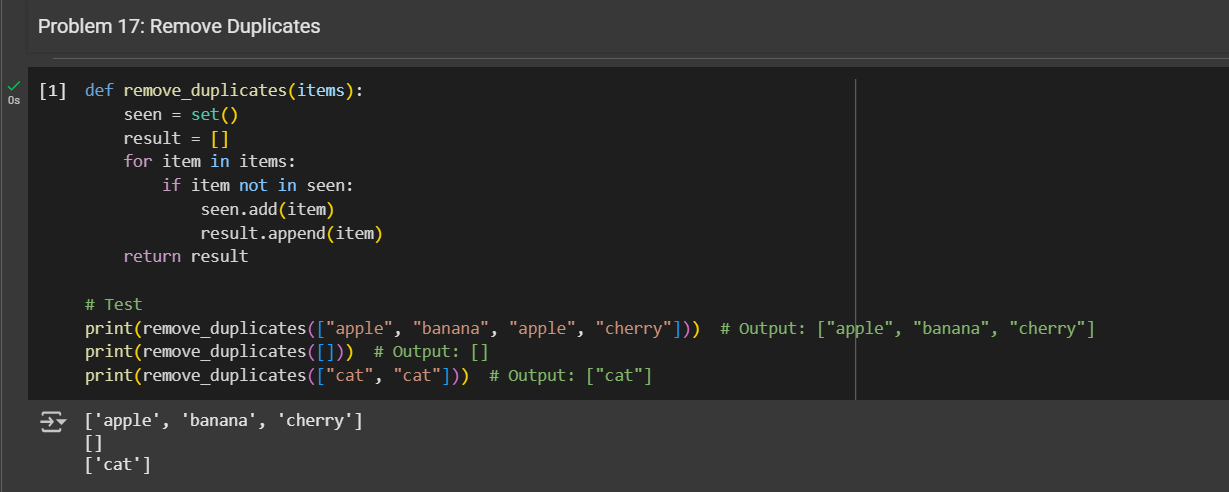 Problem 17: Remove Duplicates
[1] def remove_duplicates(items):
0s
    seen = set()
    result = []
    for item in items:
        if item not in seen:
            seen.add(item)
            result.append(item)
    return result
# Test
print(remove_duplicates(["apple", "banana", "apple", "cherry"]))  # Output: ["apple", "banana", "cherry"]
print(remove_duplicates([]))  # Output: []
print(remove_duplicates(["cat", "cat"]))  # Output: ["cat"]
['apple', 'banana', 'cherry']
[]
['cat']